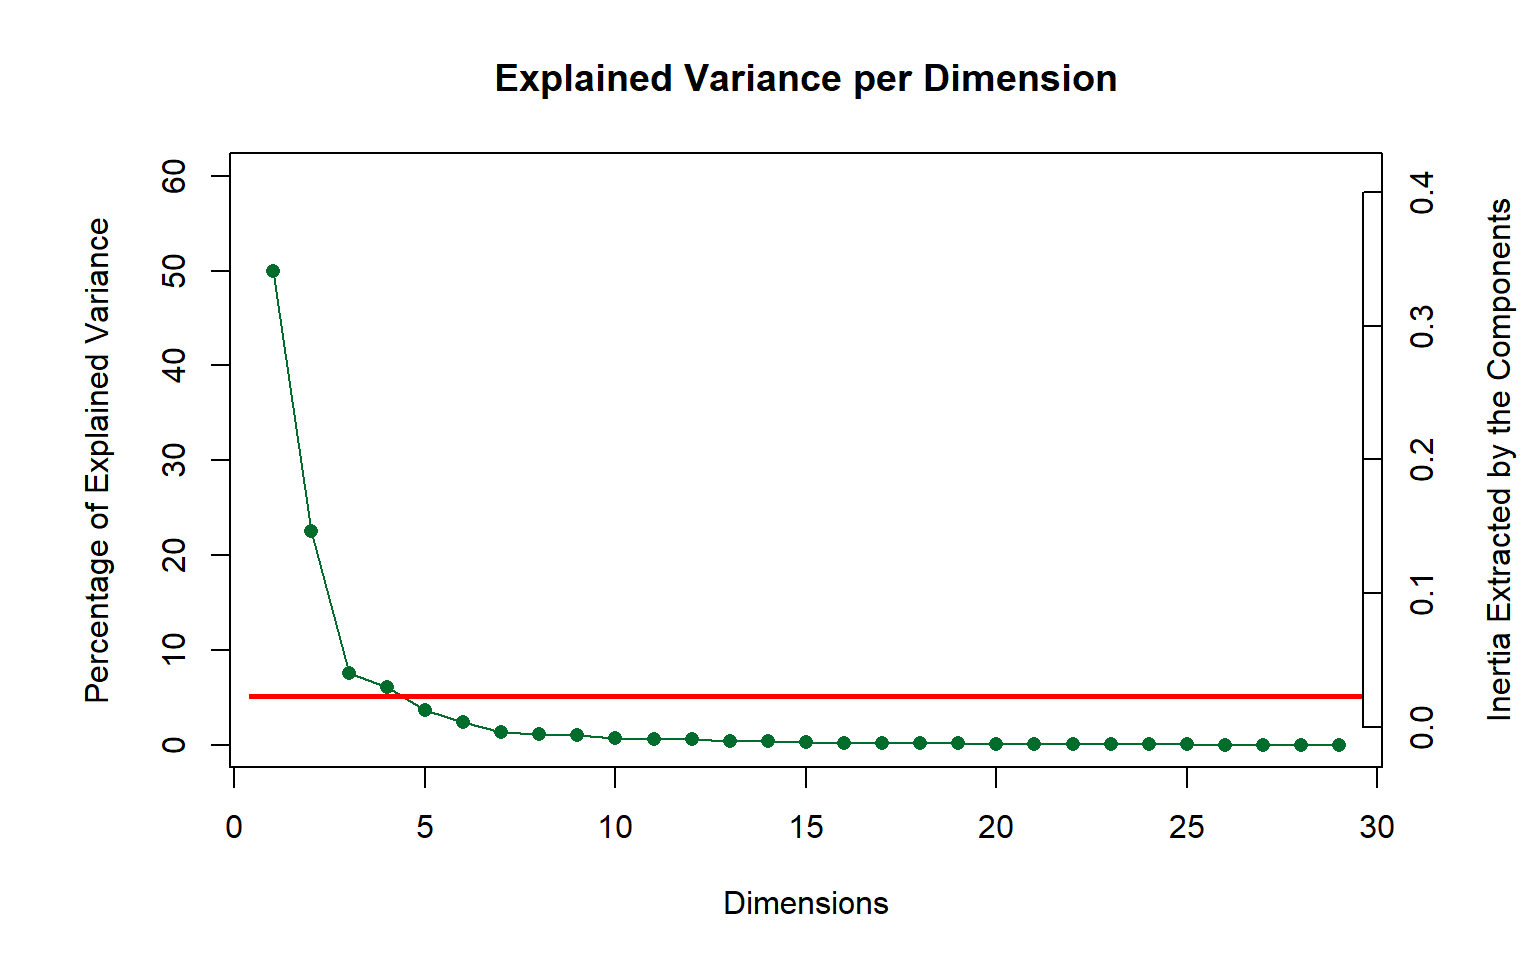 Explained Variance per Dimension
Percentage of Explained Variance
60
50
40
30
20
10
0
0.4
0.3
0.2
0.1
0.0
Inertia Extracted by the Components
0 5 10 15 20 25 30
Dimensions